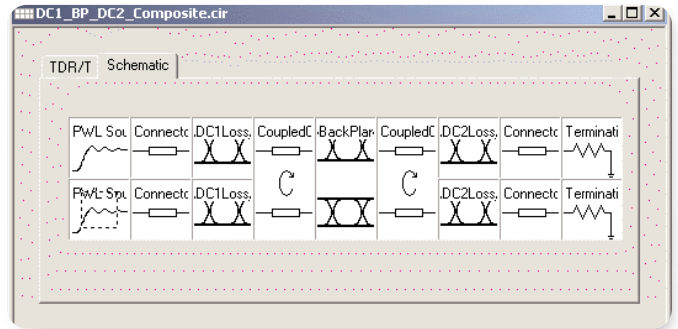 DC1_BP_DC2_Composite.cir
TDR/T Schematic
PWL Sou Connecto .DC1Loss, CoupledC -BackPlan CoupledC .DC2Loss, Connecto Terminati
PWL Sou Connecto .DC1Loss, .DC2Loss, Connecto Terminati